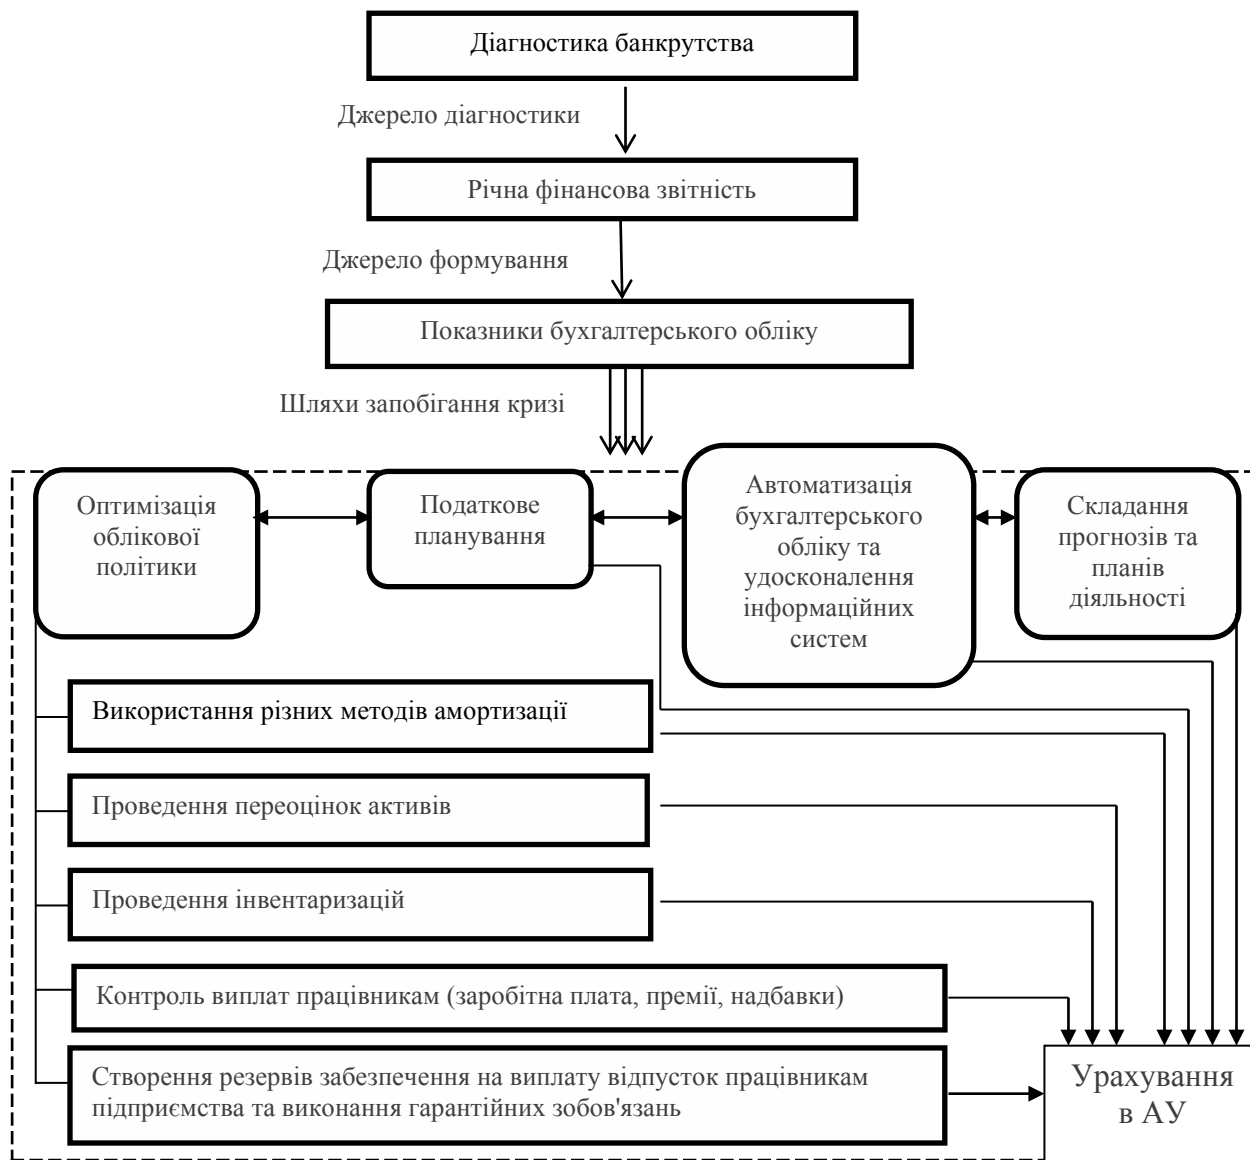 Діагностика банкрутства
Джерело діагностики
Річна фінансова звітність
Джерело формування
Показники бухгалтерського обліку
Шляхи запобігання кризі
Оптимізація
облікової
політики
Податкове
планування
Автоматизація
бухгалтерського
обліку та
удосконалення
інформаційних
систем
Складання
прогнозів та
планів
діяльності
Використання різних методів амортизації
Проведення переоцінок активів
Проведення інвентаризацій
Контроль виплат працівникам (заробітна плата, премії, надбавки)
Створення резервів забезпечення на виплату відпусток працівникам
підприємства та виконання гарантійних зобов'язань
Урахування
в АУ